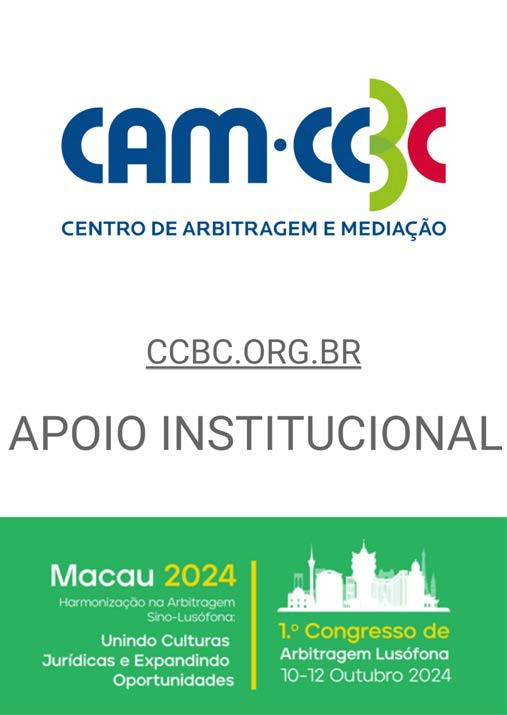 CAM·CCBC
CENTRO DE ARBITRAGEM E MEDIAÇÃO
CCBC.ORG.BR
APOIO INSTITUCIONAL
Macau 2024
Harmonização na Arbitragem
Sino-Lusófona:
Unindo Culturas
Jurídicas e Expandindo
Oportunidades
1.º Congresso de
Arbitragem Lusófona
10-12 Outubro 2024